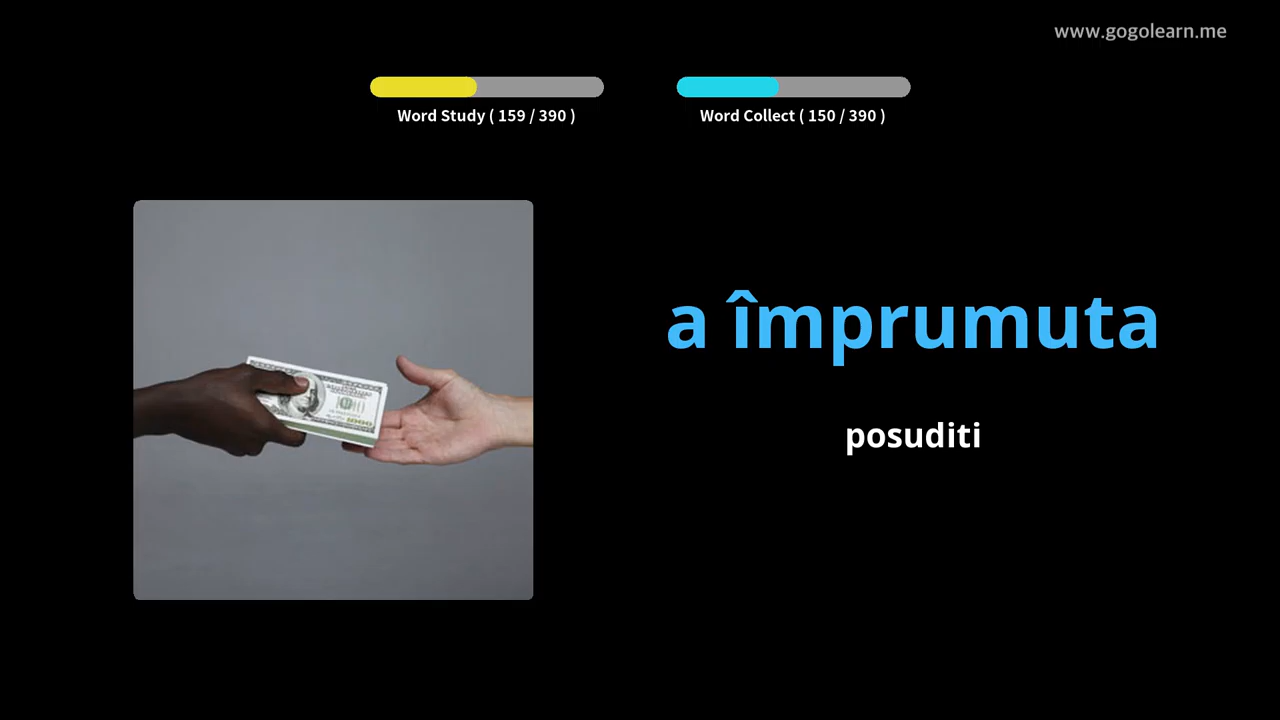 www.gogolearn.me
Word Study ( 159 / 390 )
Word Collect ( 150 / 390 )
a împrumuta
posuditi